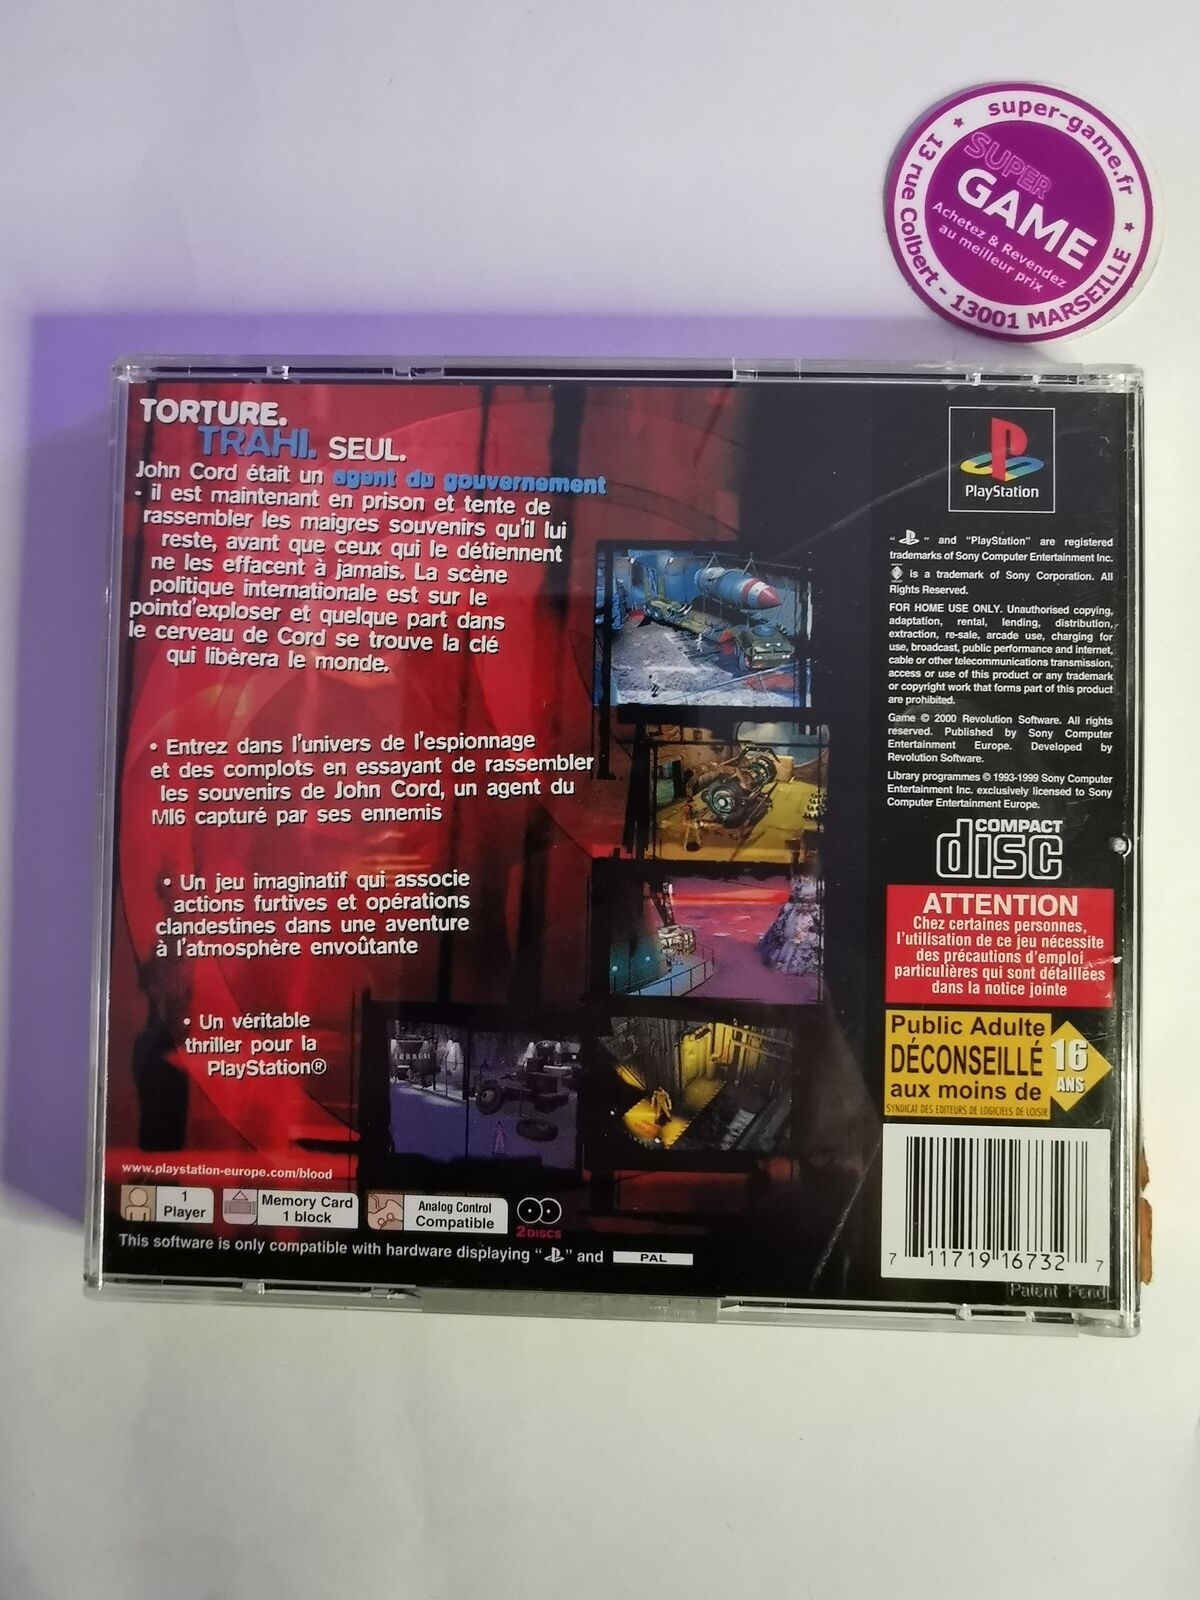 super-game.fr
SUPER
GAME
Achetez & Revendez
au meilleur prix
13 rue Colbert - 13001 MARSEILLE
TORTURE.
TRAHI. SEUL.
John Cord était un agent du gouvernement
- il est maintenant en prison et tente de
rassembler les maigres souvenirs qu'il lui
reste, avant que ceux qui le détiennent
ne les effacent à jamais. La scène
politique internationale est sur le
pointd'exploser et quelque part dans
le cerveau de Cord se trouve la clé
qui libèrera le monde.
• Entrez dans l'univers de l'espionnage
et des complots en essayant de rassembler
les souvenirs de John Cord, un agent du
MI6 capturé par ses ennemis
• Un jeu imaginatif qui associe
actions furtives et opérations
clandestines dans une aventure
à l'atmosphère envoûtante
• Un véritable
thriller pour la
PlayStation®
www.playstation-europe.com/blood
1
Player
Memory Card
1 block
Analog Control
Compatible
2 DISCS
This software is only compatible with hardware displaying " " and PAL
PlayStation
" " and "PlayStation" are registered
trademarks of Sony Computer Entertainment Inc.
is a trademark of Sony Corporation. All
Rights Reserved.
FOR HOME USE ONLY. Unauthorised copying,
adaptation, rental, lending, distribution,
extraction, re-sale, arcade use, charging for
use, broadcast, public performance and internet,
cable or other telecommunications transmission,
access or use of this product or any trademark
or copyright work that forms part of this product
are prohibited.
Game © 2000 Revolution Software. All rights
reserved. Published by Sony Computer
Entertainment Europe. Developed by
Revolution Software.
Library programmes © 1993-1999 Sony Computer
Entertainment Inc. exclusively licensed to Sony
Computer Entertainment Europe.
COMPACT
disc
ATTENTION
Chez certaines personnes,
l'utilisation de ce jeu nécessite
des précautions d'emploi
particulières qui sont détaillées
dans la notice jointe
Public Adulte
DÉCONSEILLÉ
aux moins de
16
ANS
SYNDICAT DES EDITEURS DE LOGICIELS DE LOISIR
7 11719 16732 7
Patent Pend